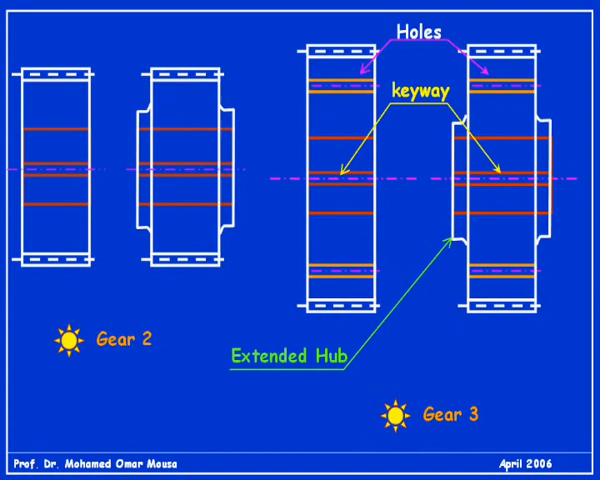 Holes
keyway
Gear 2
Extended Hub
Gear 3
Prof. Dr. Mohamed Omar Mousa
April 2006